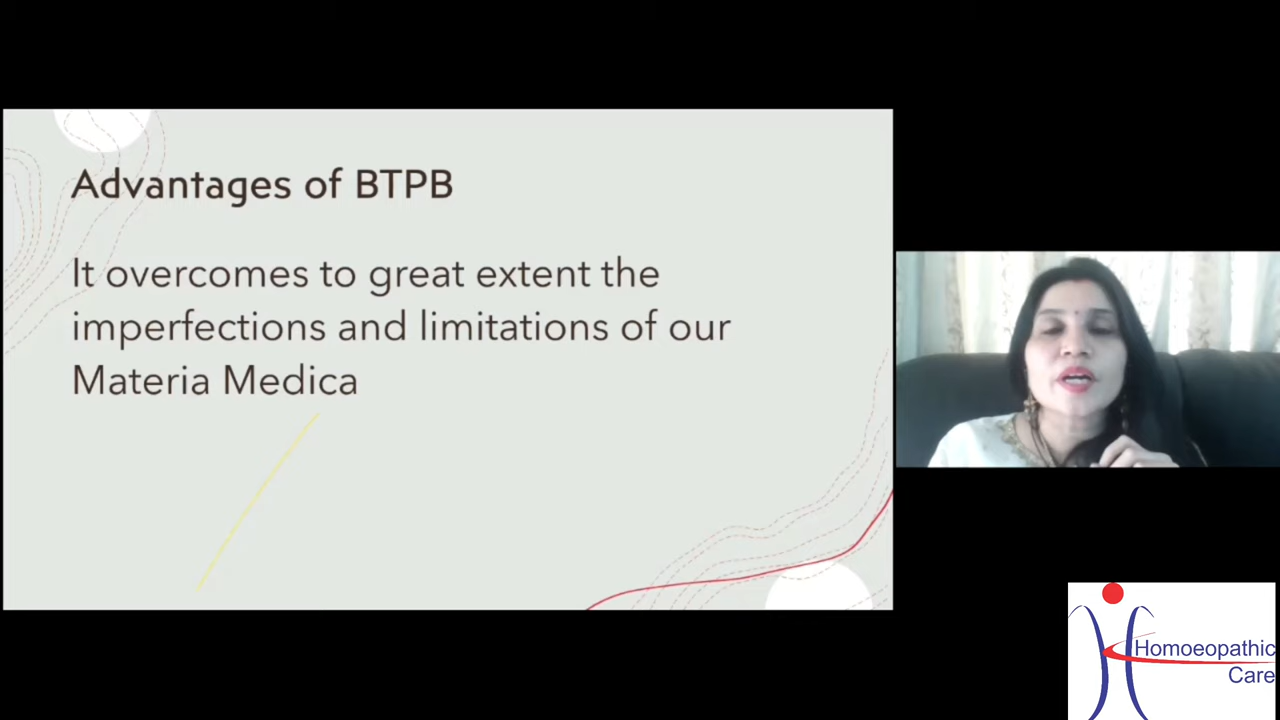 Advantages of BTPB
It overcomes to great extent the
imperfections and limitations of our
Materia Medica
Homoeopathic
Care